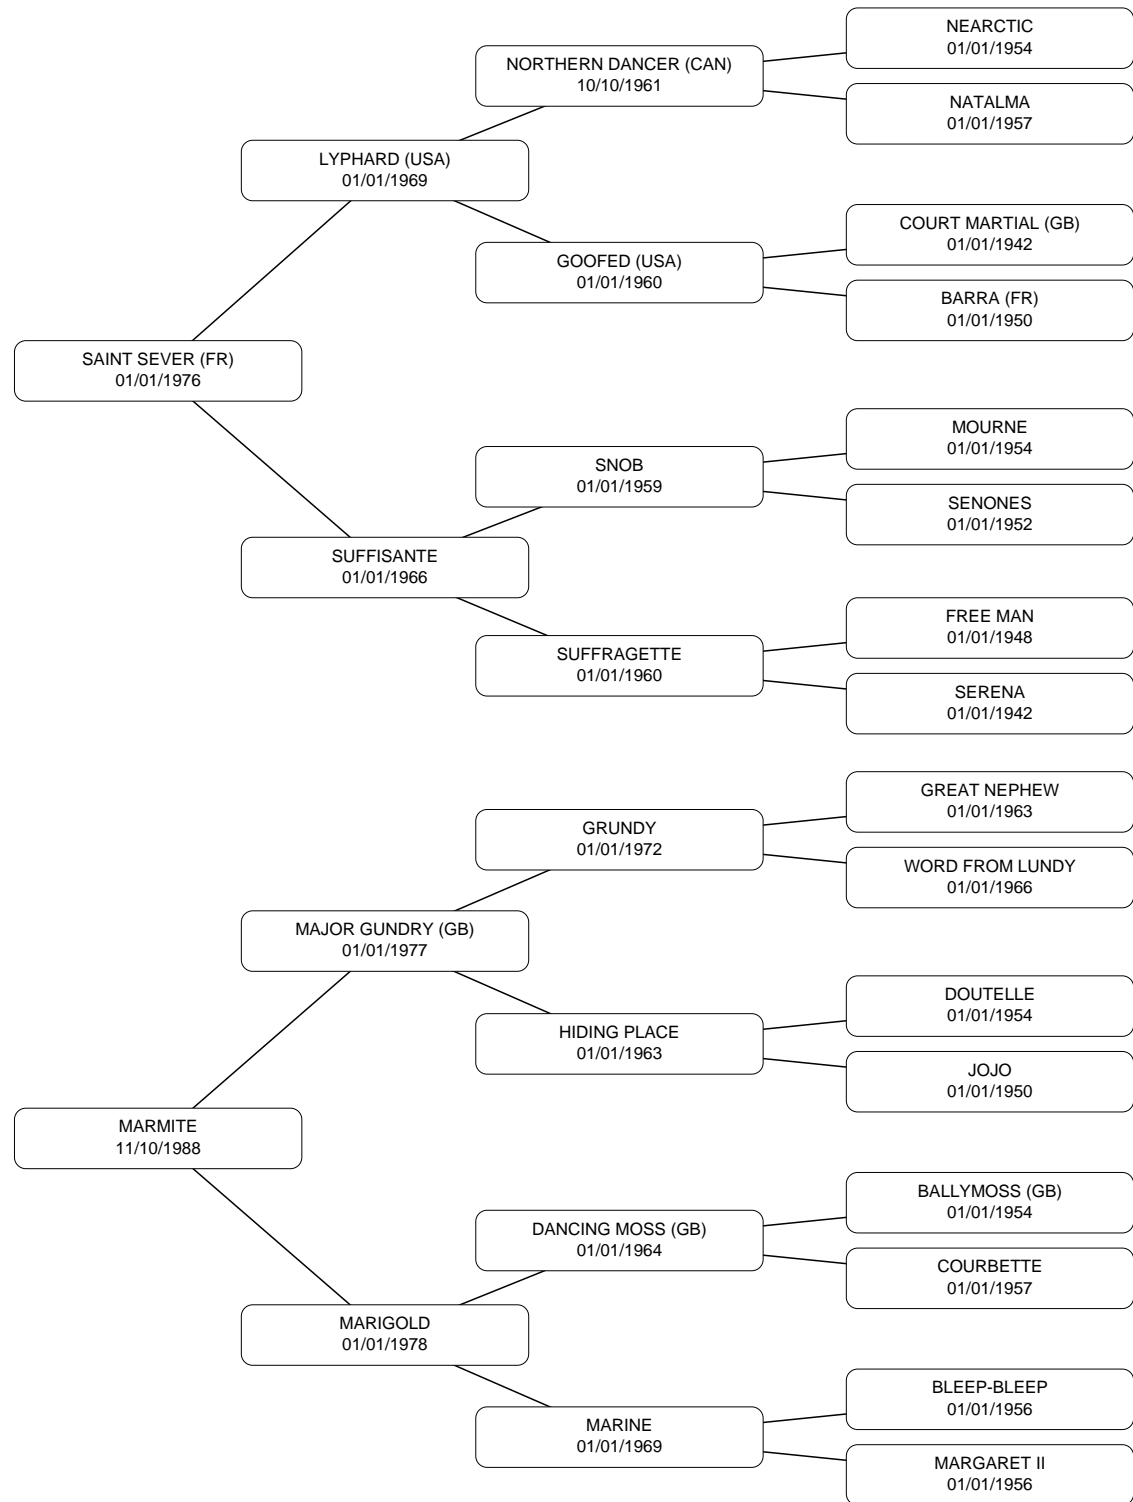 NEARCTIC
01/01/1954
NORTHERN DANCER (CAN)
10/10/1961
NATALMA
01/01/1957
LYPHARD (USA)
01/01/1969
COURT MARTIAL (GB)
01/01/1942
GOOFED (USA)
01/01/1960
BARRA (FR)
01/01/1950
SAINT SEVER (FR)
01/01/1976
MOURNE
01/01/1954
SNOB
01/01/1959
SENONES
01/01/1952
SUFFISANTE
01/01/1966
FREE MAN
01/01/1948
SUFFRAGETTE
01/01/1960
SERENA
01/01/1942
GREAT NEPHEW
01/01/1963
GRUNDY
01/01/1972
WORD FROM LUNDY
01/01/1966
MAJOR GUNDRY (GB)
01/01/1977
DOUTELLE
01/01/1954
HIDING PLACE
01/01/1963
JOJO
01/01/1950
MARMITE
11/10/1988
BALLYMOSS (GB)
01/01/1954
DANCING MOSS (GB)
01/01/1964
COURBETTE
01/01/1957
MARIGOLD
01/01/1978
BLEEP-BLEEP
01/01/1956
MARINE
01/01/1969
MARGARET II
01/01/1956